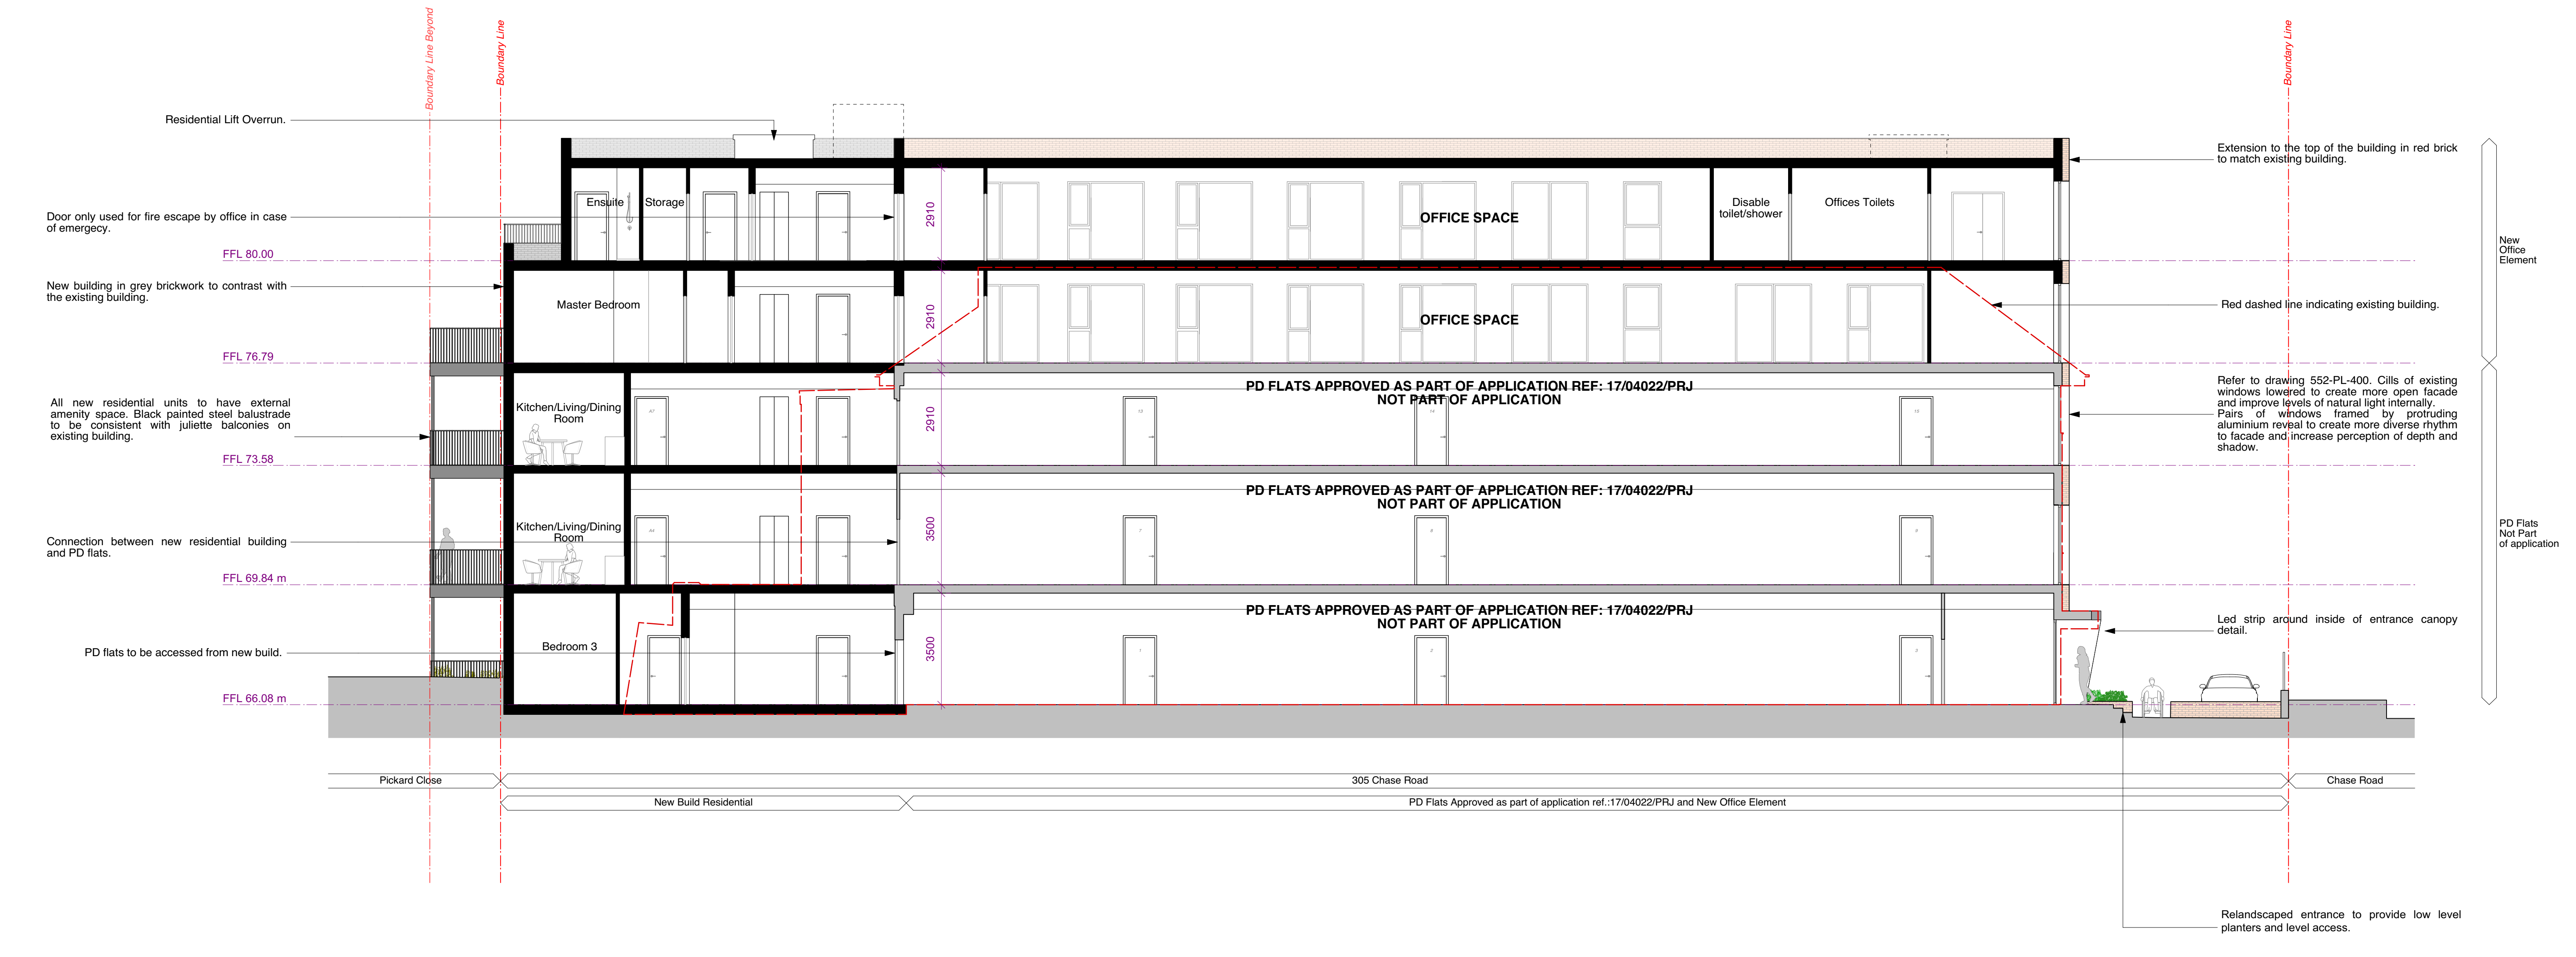 Boundary Line Beyond
Boundary Line
Boundary Line
Residential Lift Overrun.
Extension to the top of the building in red brick
to match existing building.
Door only used for fire escape by office in case
of emergecy.
Ensuite
Storage
2910
OFFICE SPACE
Disable
toilet/shower
Offices Toilets
New
Office
Element
FFL 80.00
New building in grey brickwork to contrast with
the existing building.
Master Bedroom
2910
OFFICE SPACE
Red dashed line indicating existing building.
FFL 76.79
All new residential units to have external
amenity space. Black painted steel balustrade
to be consistent with juliette balconies on
existing building.
Kitchen/Living/Dining
Room
A7
2910
PD FLATS APPROVED AS PART OF APPLICATION REF: 17/04022/PRJ
NOT PART OF APPLICATION
13
14
15
Refer to drawing 552-PL-400. Cills of existing
windows lowered to create more open facade
and improve levels of natural light internally.
Pairs of windows framed by protruding
aluminium reveal to create more diverse rhythm
to facade and increase perception of depth and
shadow.
FFL 73.58
Kitchen/Living/Dining
Room
A4
3500
PD FLATS APPROVED AS PART OF APPLICATION REF: 17/04022/PRJ
NOT PART OF APPLICATION
7
8
9
PD Flats
Not Part
of application
Connection between new residential building
and PD flats.
FFL 69.84 m
Bedroom 3
3500
PD FLATS APPROVED AS PART OF APPLICATION REF: 17/04022/PRJ
NOT PART OF APPLICATION
1
2
3
Led strip around inside of entrance canopy
detail.
PD flats to be accessed from new build.
FFL 66.08 m
Pickard Close
305 Chase Road
Chase Road
New Build Residential
PD Flats Approved as part of application ref.:17/04022/PRJ and New Office Element
Relandscaped entrance to provide low level
planters and level access.